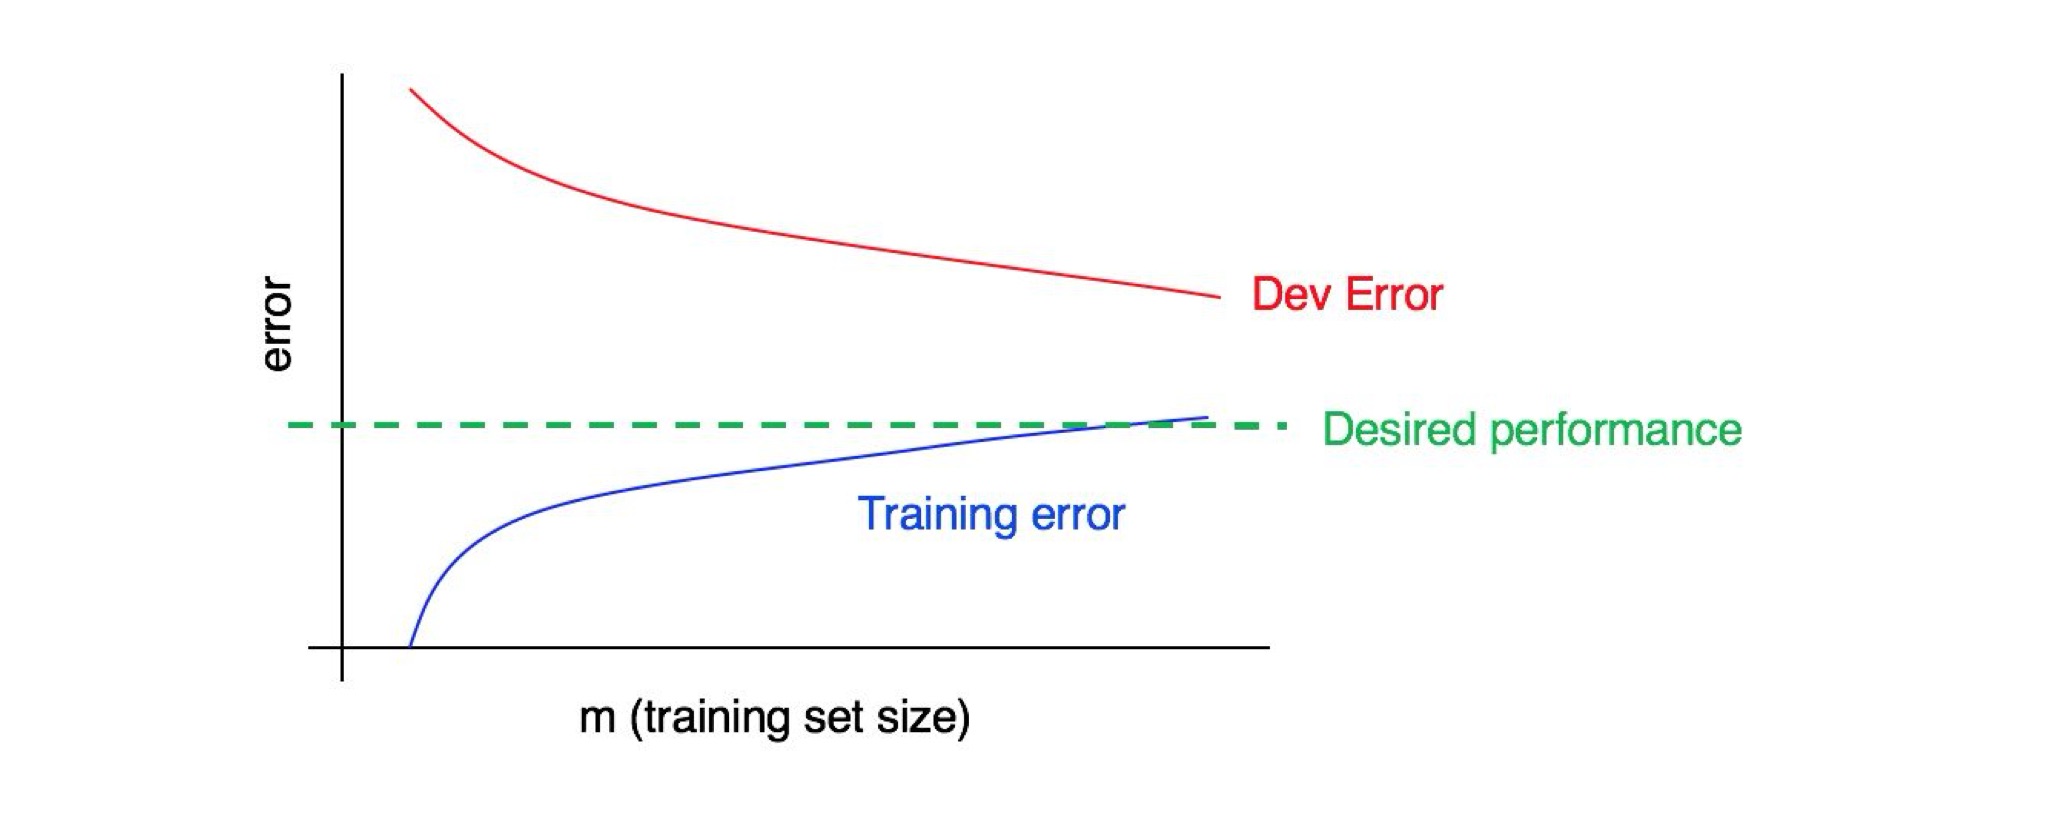 error
Dev Error
Desired performance
Training error
m (training set size)